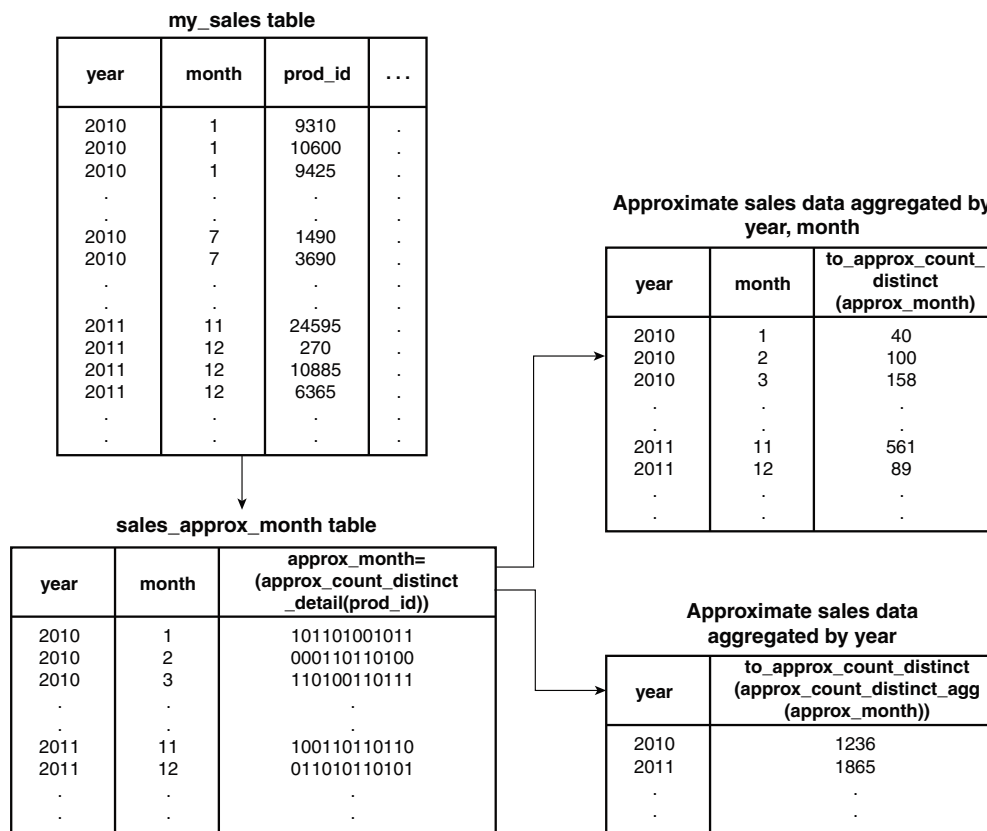 my_sales table
year month prod_id ...
2010 1 9310 .
2010 1 10600 .
2010 1 9425 .
. . . .
. . . .
2010 7 1490 .
2010 7 3690 .
. . . .
. . . .
2011 11 24595 .
2011 12 270 .
2011 12 10885 .
2011 12 6365 .
. . . .
. . . .
sales_approx_month table
year month approx_month=
(approx_count_distinct
_detail(prod_id))
2010 1 101101001011
2010 2 000110110100
2010 3 110100110111
. . .
. . .
2011 11 100110110110
2011 12 011010110101
. . .
. . .
Approximate sales data aggregated by
year, month
year month to_approx_count_
distinct
(approx_month)
2010 1 40
2010 2 100
2010 3 158
. . .
. . .
2011 11 561
2011 12 89
. . .
. . .
Approximate sales data
aggregated by year
year to_approx_count_distinct
(approx_count_distinct_agg
(approx_month))
2010 1236
2011 1865
. .
. .